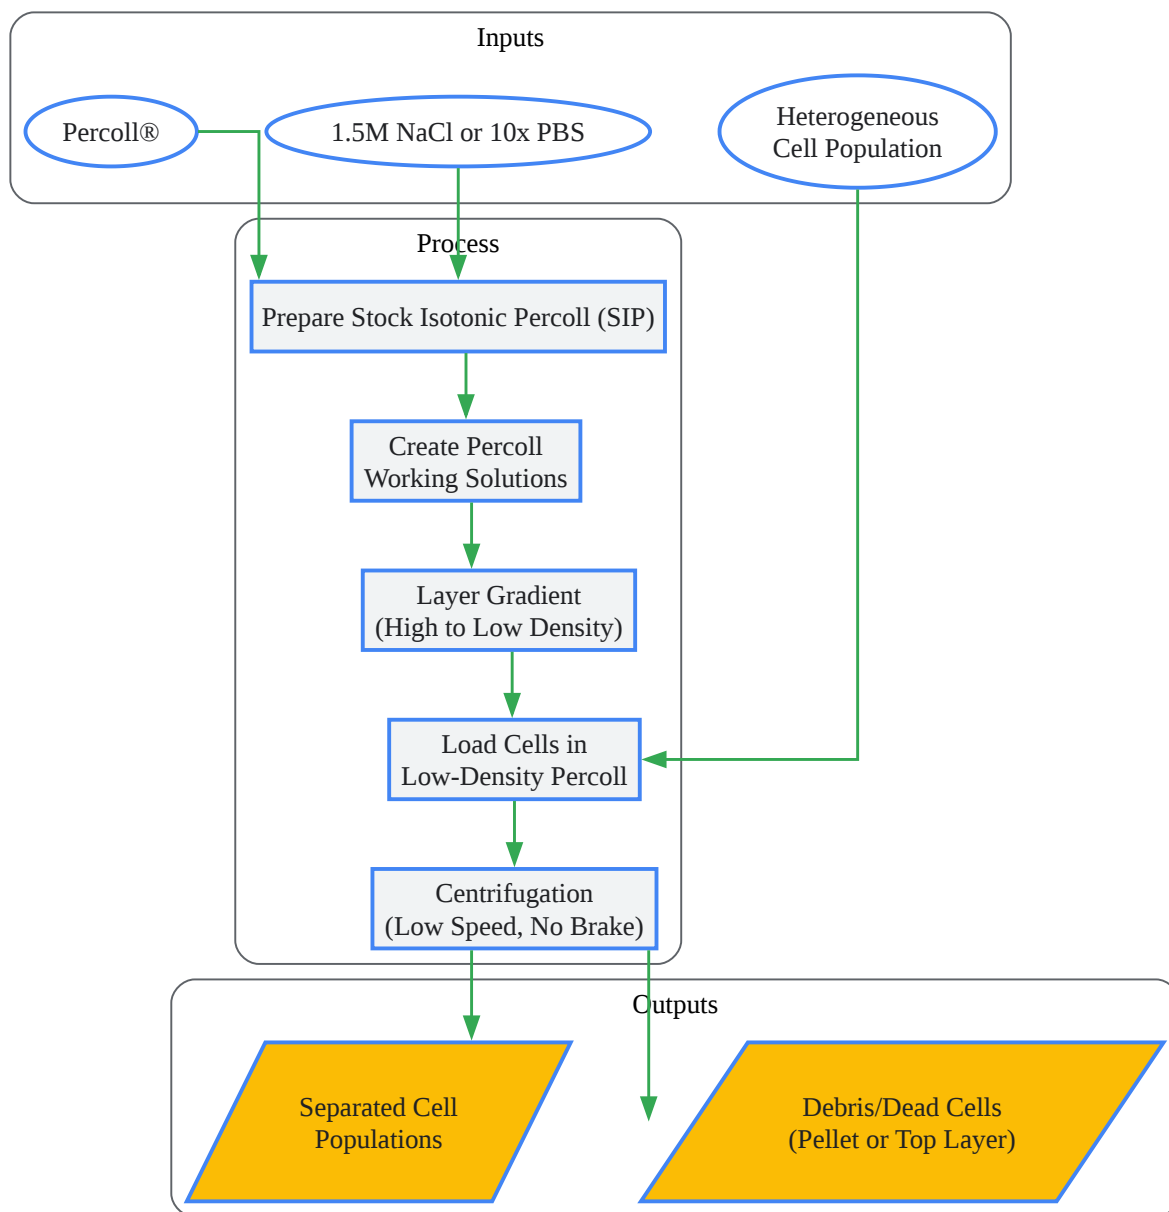 Inputs
Percoll®
1.5M NaCl or 10x PBS
Heterogeneous
Cell Population
Process
Prepare Stock Isotonic Percoll (SIP)
Create Percoll
Working Solutions
Layer Gradient
(High to Low Density)
Load Cells in
Low-Density Percoll
Centrifugation
(Low Speed, No Brake)
Outputs
Separated Cell
Populations
Debris/Dead Cells
(Pellet or Top Layer)